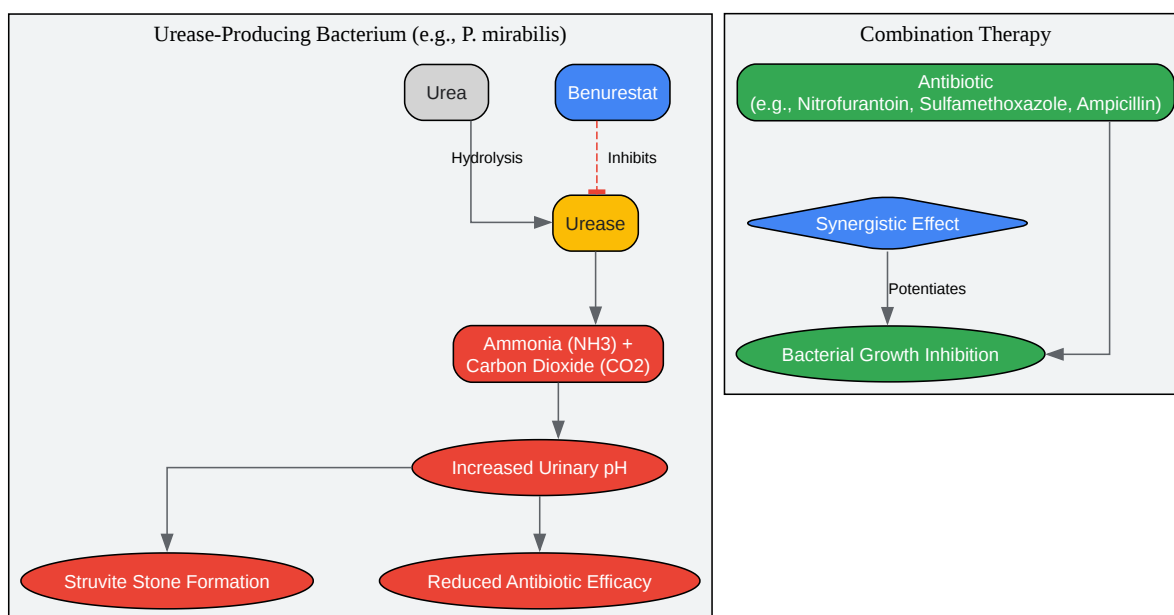 Urease-Producing Bacterium (e.g., P. mirabilis)
Urea
Benurestat
Hydrolysis
Inhibits
Urease
Ammonia (NH3) +
Carbon Dioxide (CO2)
Increased Urinary pH
Struvite Stone Formation
Reduced Antibiotic Efficacy
Combination Therapy
Antibiotic
(e.g., Nitrofurantoin, Sulfamethoxazole, Ampicillin)
Synergistic Effect
Potentiates
Bacterial Growth Inhibition